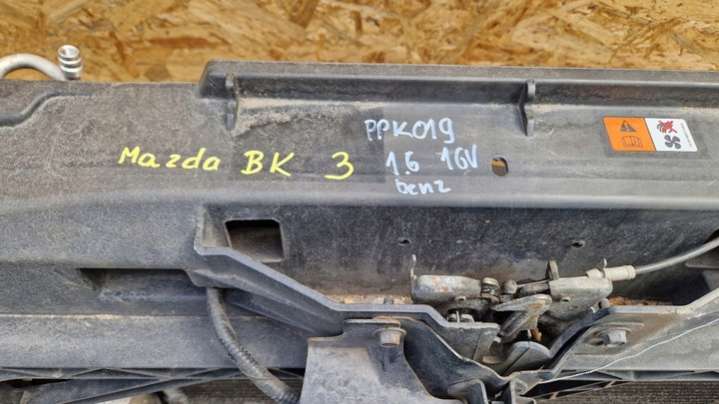 PPK019
Mazda BK 3
1.6 16V
benz